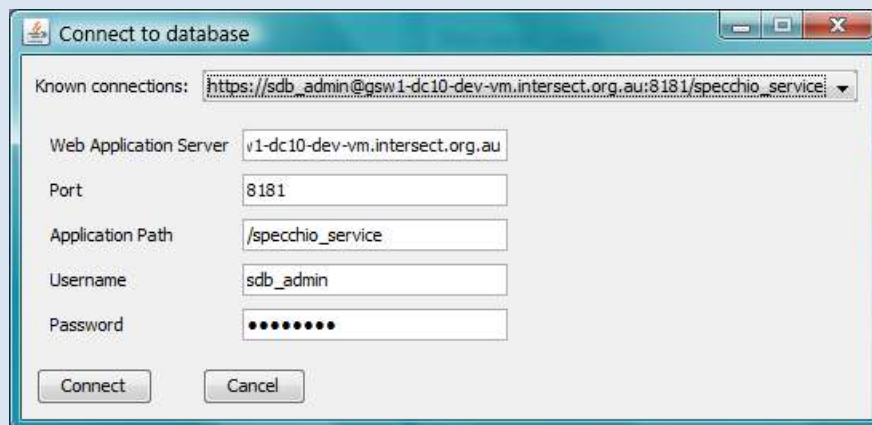 Connect to database
Known connections: https://sdb_admin@gsw1-dc10-dev-vm.intersect.org.au:8181/specchio_service
Web Application Server v1-dc10-dev-vm.intersect.org.au
Port 8181
Application Path /specchio_service
Username sdb_admin
Password ••••••••
Connect Cancel